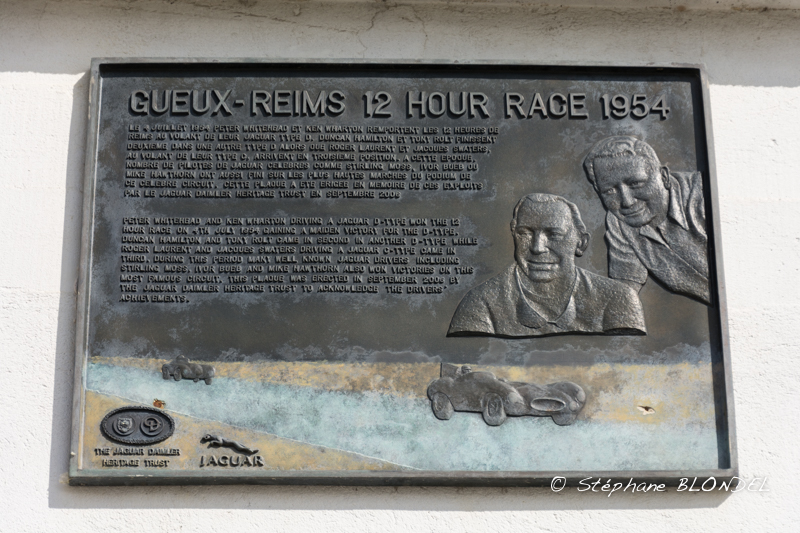 GUEUX-REIMS 12 HOUR RACE 1954
LE 4 JUILLET 1954 PETER WHITEHEAD ET KEN WHARTON REMPORTENT LES 12 HEURES DE
REIMS AU VOLANT DE LEUR JAGUAR TYPE D. DUNCAN HAMILTON ET TONY ROLT FINISSENT
DEUXIEME DANS UNE AUTRE TYPE D ALORS QUE ROGER LAURENT ET JACQUES SWATERS,
AU VOLANT DE LEUR TYPE C, ARRIVENT EN TROISIEME POSITION. A CETTE EPOQUE,
NOMBRE DE PILOTES DE JAGUAR CELEBRES COMME STIRLING MOSS, IVOR BUEB OU
MIKE HAWTHORN ONT AUSSI FINI SUR LES PLUS HAUTES MARCHES DU PODIUM DE
CE CELEBRE CIRCUIT. CETTE PLAQUE A ETE ERIGEE EN MEMOIRE DE CES EXPLOITS
PAR LE JAGUAR DAIMLER HERITAGE TRUST EN SEPTEMBRE 2006
PETER WHITEHEAD AND KEN WHARTON DRIVING A JAGUAR D-TYPE WON THE 12
HOUR RACE ON 4TH JULY 1954 GAINING A MAIDEN VICTORY FOR THE D-TYPE.
DUNCAN HAMILTON AND TONY ROLT CAME IN SECOND IN ANOTHER D-TYPE WHILE
ROGER LAURENT AND JACQUES SWATERS DRIVING A JAGUAR C-TYPE CAME IN
THIRD. DURING THIS PERIOD MANY WELL KNOWN JAGUAR DRIVERS INCLUDING
STIRLING MOSS, IVOR BUEB AND MIKE HAWTHORN ALSO WON VICTORIES ON THIS
MOST FAMOUS CIRCUIT. THIS PLAQUE WAS ERECTED IN SEPTEMBER 2006 BY
THE JAGUAR DAIMLER HERITAGE TRUST TO ACKNOWLEDGE THE DRIVERS'
ACHIEVEMENTS.
THE JAGUAR DAIMLER
HERITAGE TRUST
JAGUAR
© Stéphane BLONDEL